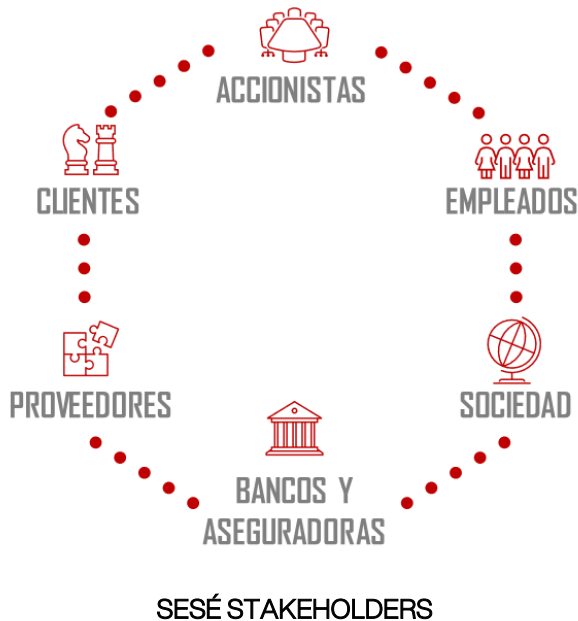 ACCIONISTAS
CLIENTES
EMPLEADOS
PROVEEDORES
SOCIEDAD
BANCOS Y
ASEGURADORAS
SESÉ STAKEHOLDERS